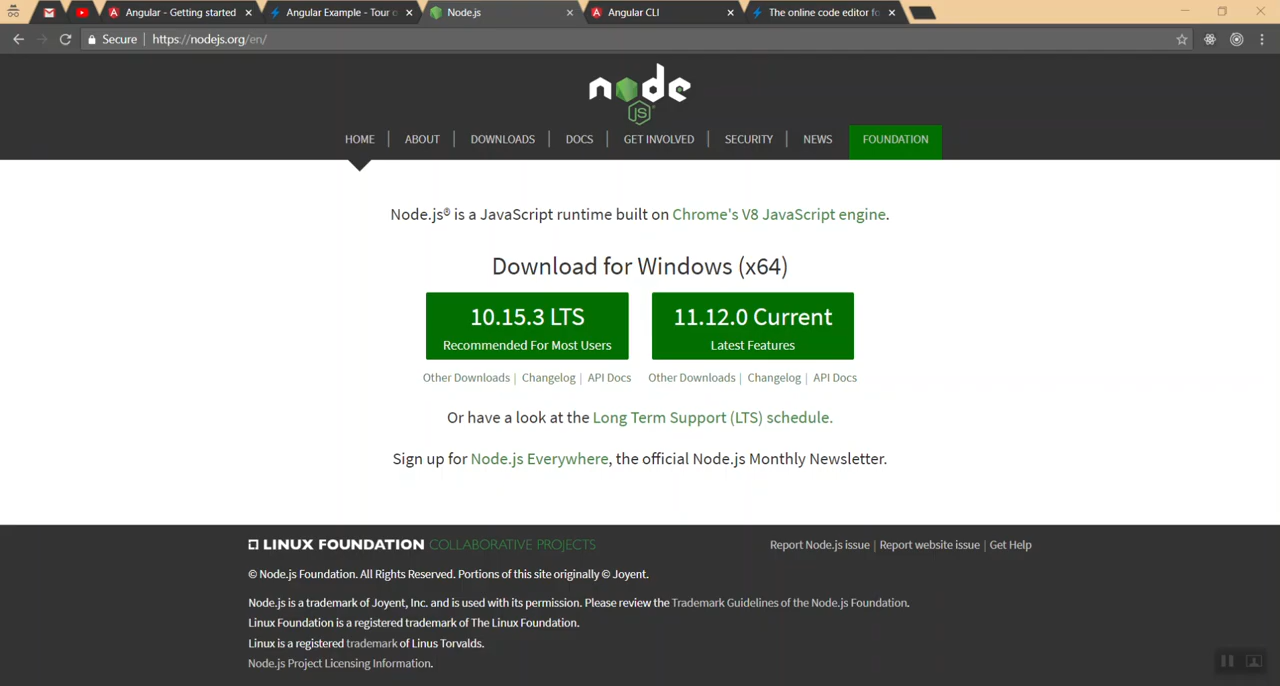 Angular - Getting started
Angular Example - Tour o
Node.js
Angular CLI
The online code editor fo
Secure
https://nodejs.org/en/
node
JS
HOME
ABOUT
DOWNLOADS
DOCS
GET INVOLVED
SECURITY
NEWS
FOUNDATION
Node.js® is a JavaScript runtime built on Chrome's V8 JavaScript engine.
Download for Windows (x64)
10.15.3 LTS
Recommended For Most Users
11.12.0 Current
Latest Features
Other Downloads | Changelog | API Docs
Other Downloads | Changelog | API Docs
Or have a look at the Long Term Support (LTS) schedule.
Sign up for Node.js Everywhere, the official Node.js Monthly Newsletter.
LINUX FOUNDATION COLLABORATIVE PROJECTS
Report Node.js issue | Report website issue | Get Help
© Node.js Foundation. All Rights Reserved. Portions of this site originally © Joyent.
Node.js is a trademark of Joyent, Inc. and is used with its permission. Please review the Trademark Guidelines of the Node.js Foundation.
Linux Foundation is a registered trademark of The Linux Foundation.
Linux is a registered trademark of Linus Torvalds.
Node.js Project Licensing Information.